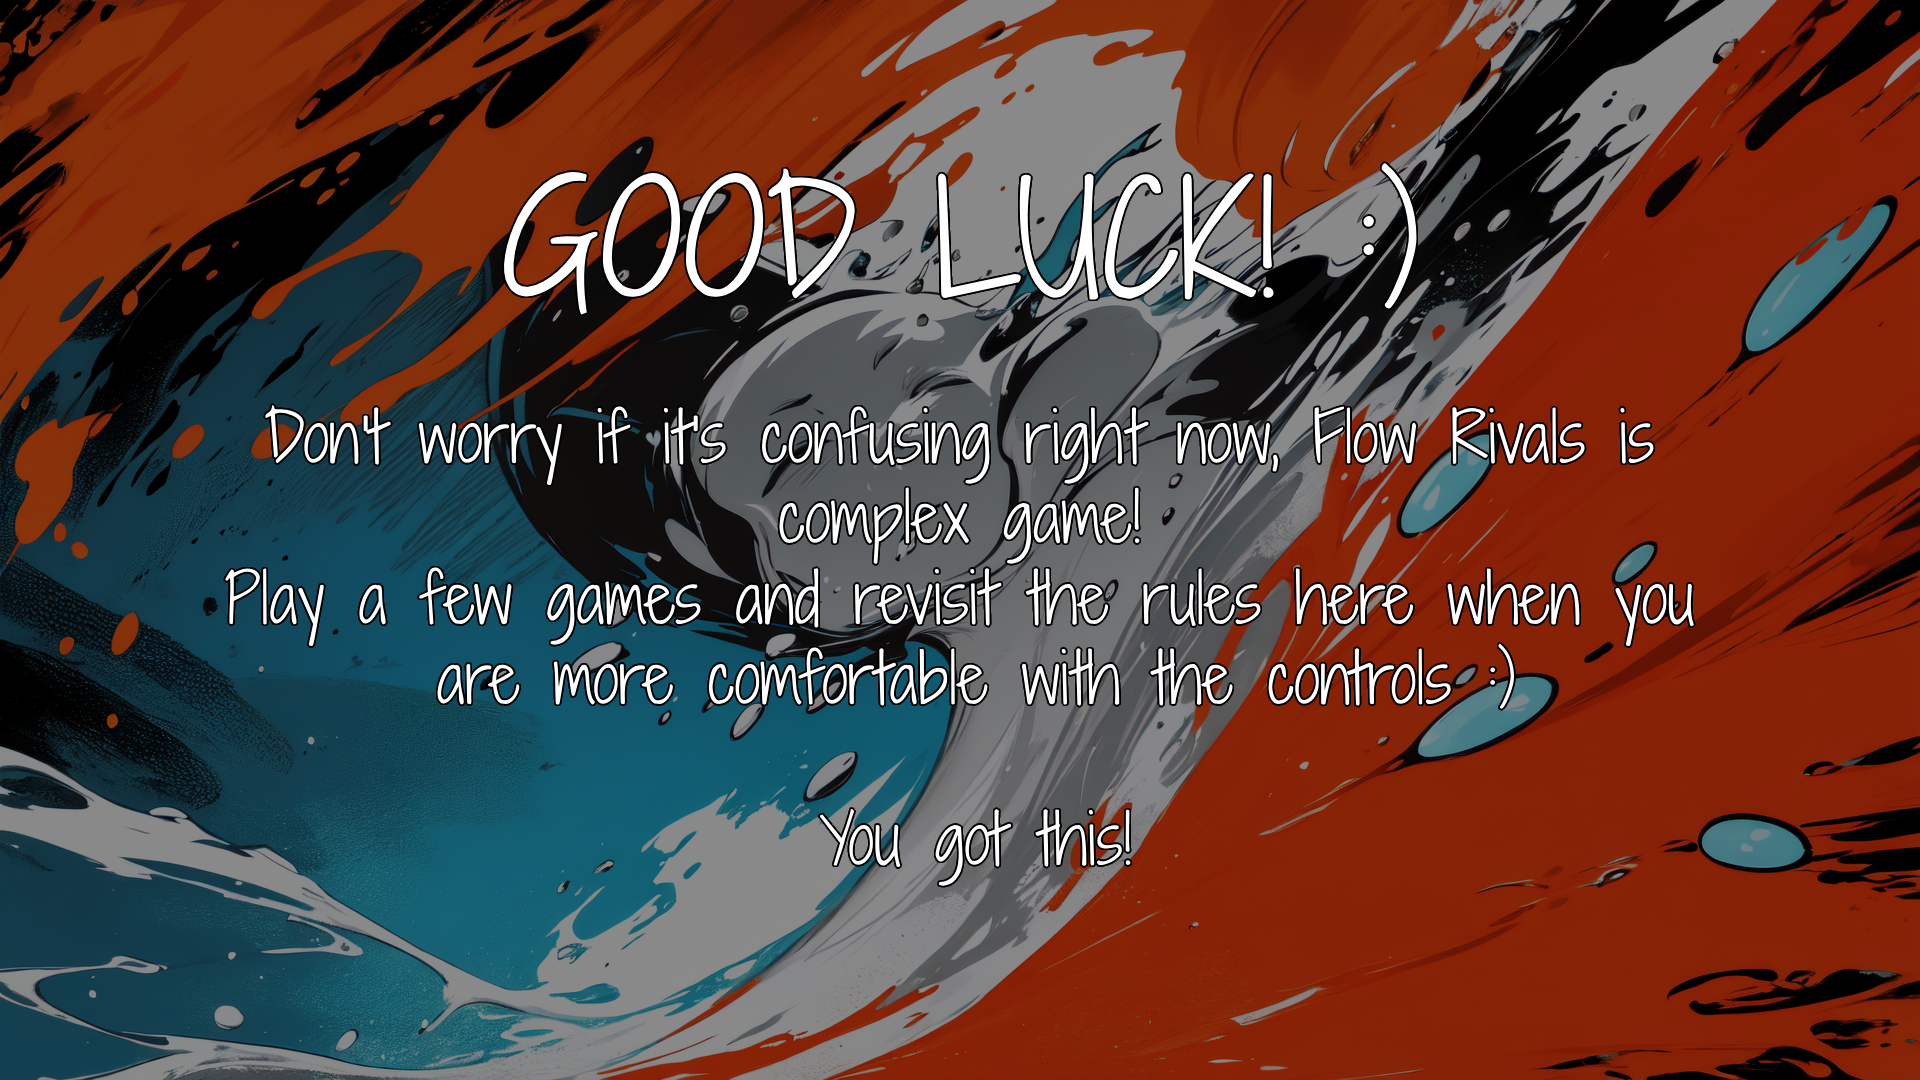 GOOD LUCK! :)
Don't worry if it's confusing right now, Flow Rivals is
complex game!
Play a few games and revisit the rules here when you
are more comfortable with the controls :)
You got this!